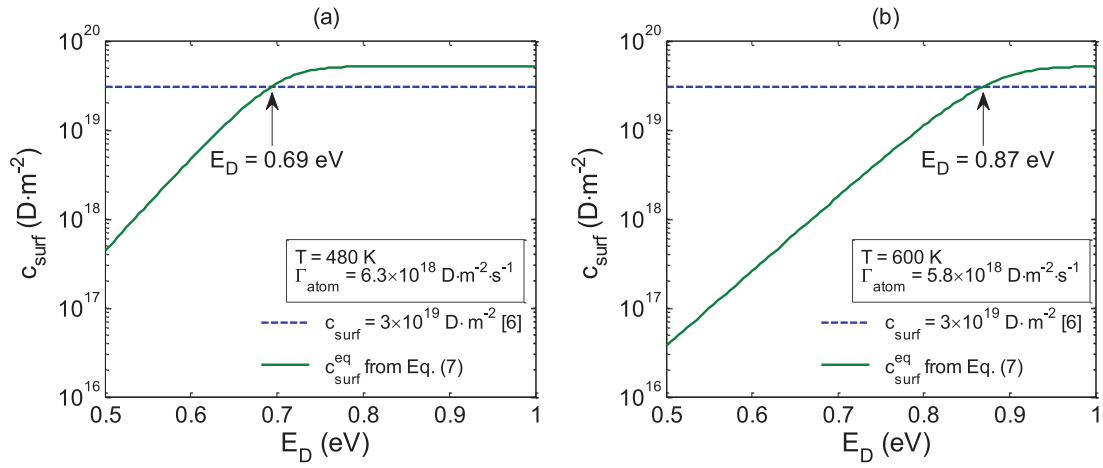 (a)
10^20
10^19
10^18
10^17
10^16
c_surf (D·m^-2)
E_D = 0.69 eV
T = 480 K
Γ_atom = 6.3×10^18 D·m^-2·s^-1
c_surf = 3×10^19 D·m^-2 [6]
c_surf^eq from Eq. (7)
0.5 0.6 0.7 0.8 0.9 1
E_D (eV)
(b)
10^20
10^19
10^18
10^17
10^16
c_surf (D·m^-2)
E_D = 0.87 eV
T = 600 K
Γ_atom = 5.8×10^18 D·m^-2·s^-1
c_surf = 3×10^19 D·m^-2 [6]
c_surf^eq from Eq. (7)
0.5 0.6 0.7 0.8 0.9 1
E_D (eV)